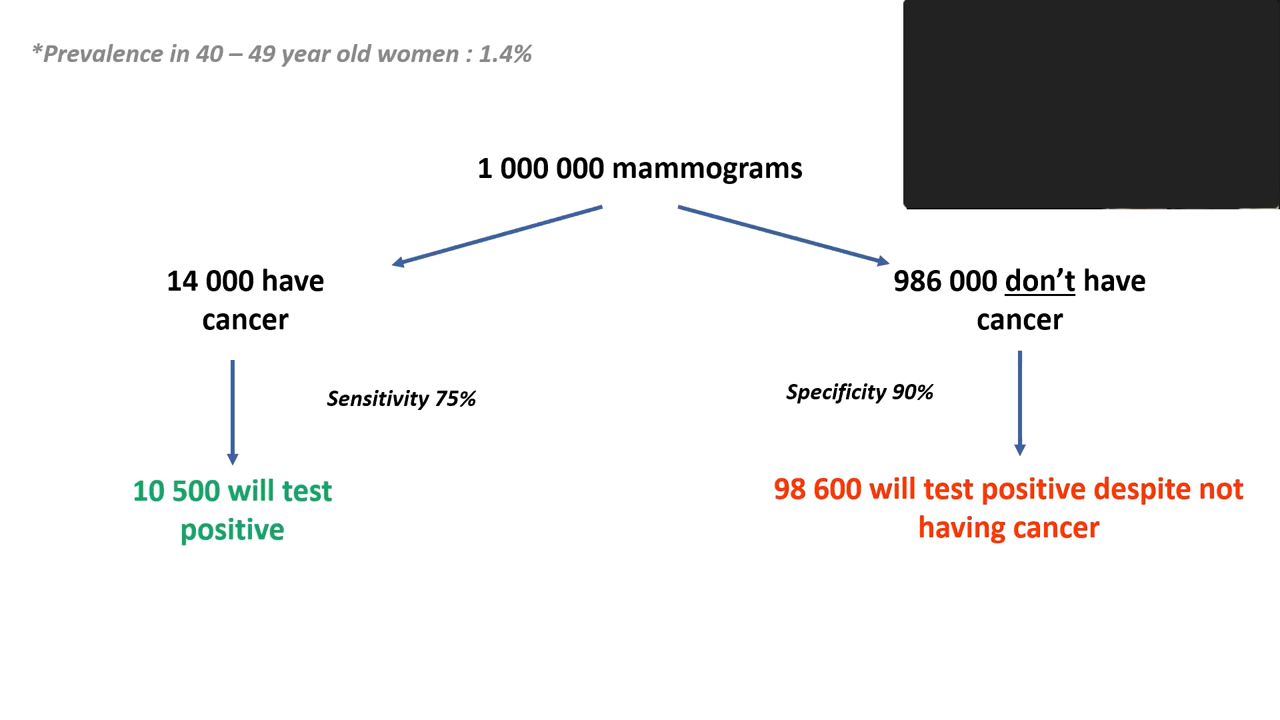 *Prevalence in 40 – 49 year old women : 1.4%
1 000 000 mammograms
14 000 have
cancer
986 000 don’t have
cancer
Sensitivity 75%
Specificity 90%
10 500 will test
positive
98 600 will test positive despite not
having cancer